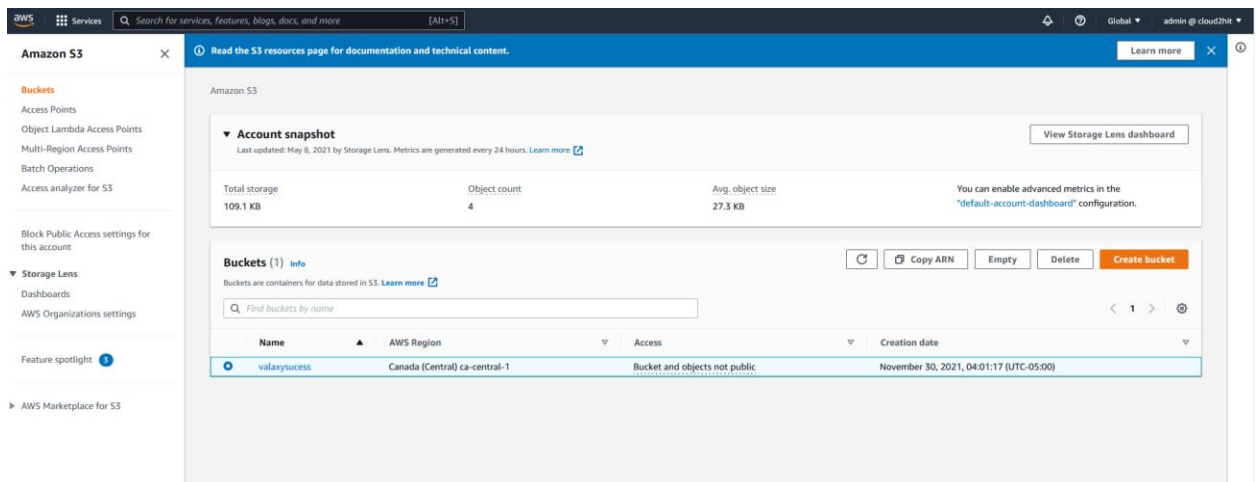 aws
Services
Search for services, features, blogs, docs, and more
[Alt+S]
Global
admin @ cloud2hit
Amazon S3
Buckets
Access Points
Object Lambda Access Points
Multi-Region Access Points
Batch Operations
Access analyzer for S3
Block Public Access settings for
this account
Storage Lens
Dashboards
AWS Organizations settings
Feature spotlight 3
AWS Marketplace for S3
Read the S3 resources page for documentation and technical content.
Learn more
Amazon S3
Account snapshot
Last updated: May 8, 2021 by Storage Lens. Metrics are generated every 24 hours. Learn more
View Storage Lens dashboard
Total storage
109.1 KB
Object count
4
Avg. object size
27.3 KB
You can enable advanced metrics in the
"default-account-dashboard" configuration.
Buckets (1) Info
Buckets are containers for data stored in S3. Learn more
Copy ARN
Empty
Delete
Create bucket
Find buckets by name
1
Name
AWS Region
Access
Creation date
valaxysucess
Canada (Central) ca-central-1
Bucket and objects not public
November 30, 2021, 04:01:17 (UTC-05:00)